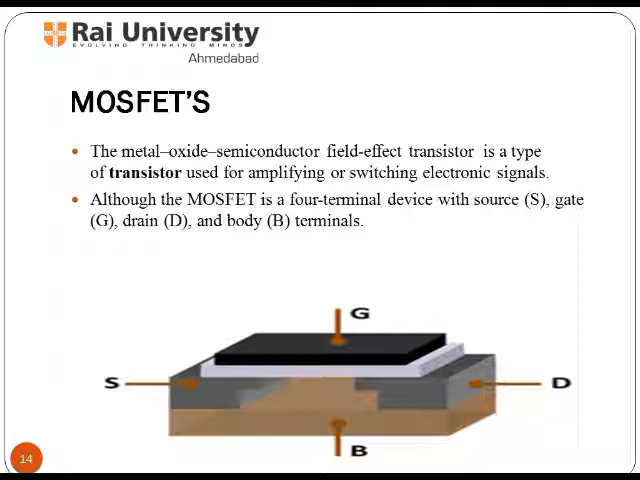 Rai University
EVOLVING THINKING MINDS
Ahmedabad
MOSFET'S
• The metal–oxide–semiconductor field-effect transistor is a type
of transistor used for amplifying or switching electronic signals.
• Although the MOSFET is a four-terminal device with source (S), gate
(G), drain (D), and body (B) terminals.
G
S
D
B
14